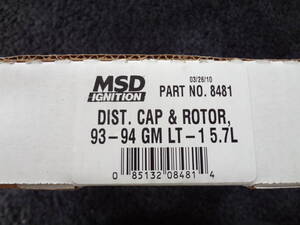 MSD
IGNITION
03/26/10
PART NO. 8481
DIST. CAP & ROTOR,
93-94 GM LT-1 5.7L
0 85132 08481 4